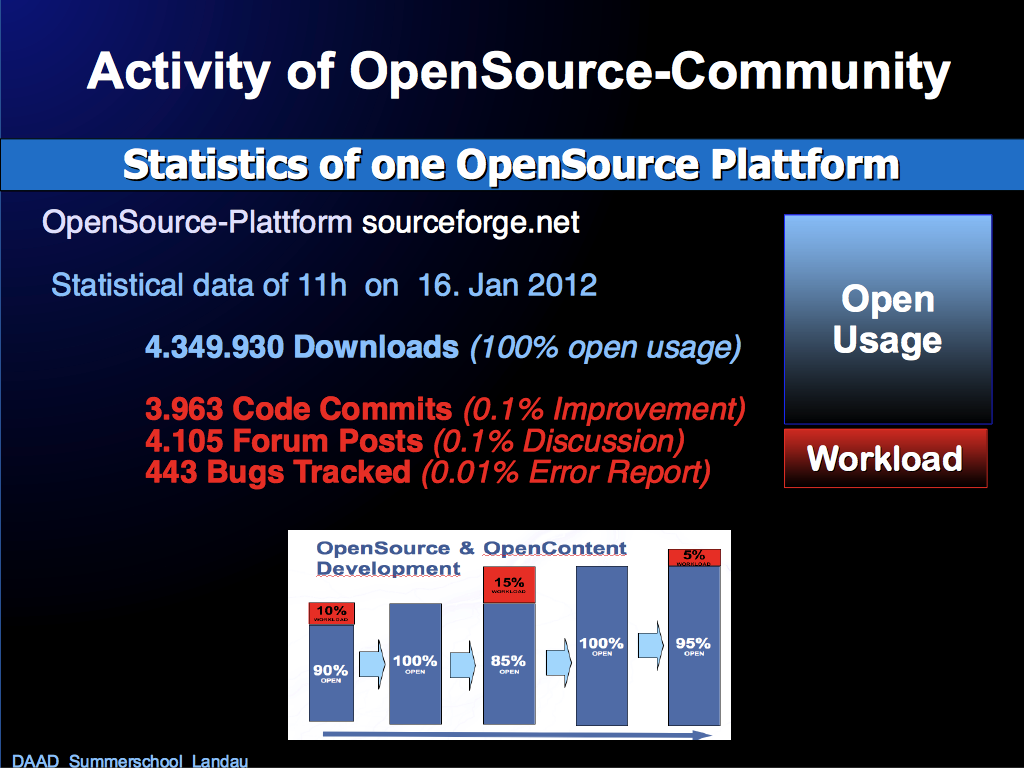 Activity of OpenSource-Community
Statistics of one OpenSource Plattform
OpenSource-Plattform sourceforge.net
Statistical data of 11h on 16. Jan 2012
4.349.930 Downloads (100% open usage)
3.963 Code Commits (0.1% Improvement)
4.105 Forum Posts (0.1% Discussion)
443 Bugs Tracked (0.01% Error Report)
Open
Usage
Workload
OpenSource & OpenContent
Development
10%
WORKLOAD
90%
OPEN
100%
OPEN
15%
WORKLOAD
85%
OPEN
100%
OPEN
5%
WORKLOAD
95%
OPEN
DAAD Summerschool Landau